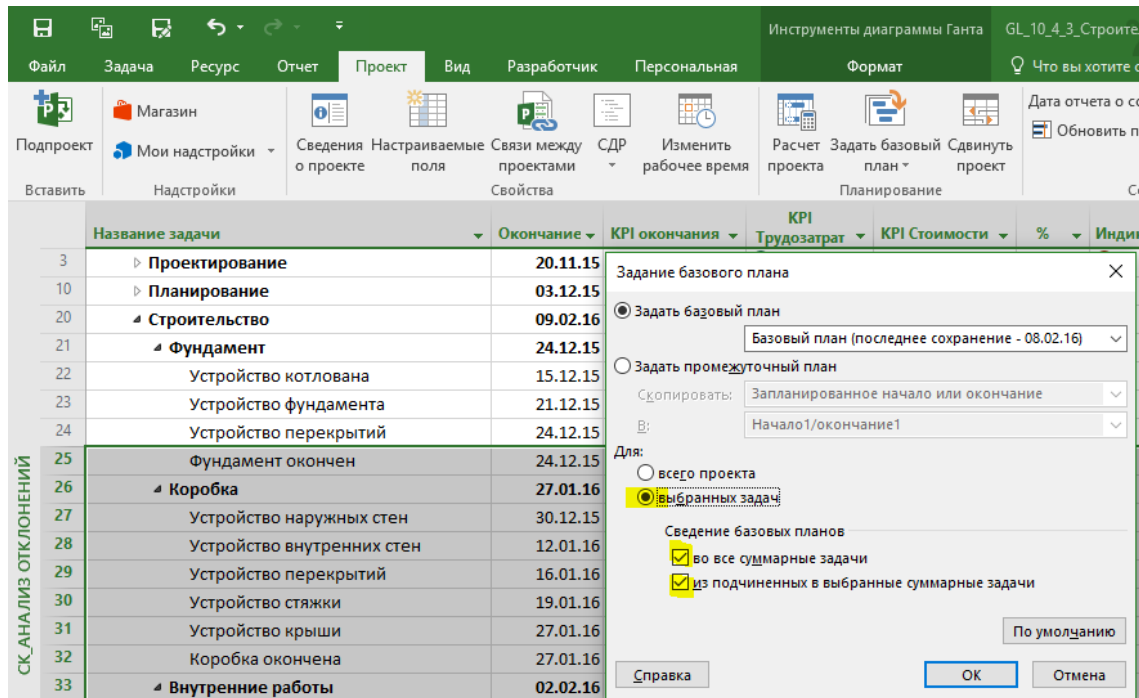 Инструменты диаграммы Ганта GL_10_4_3_Строите
Файл Задача Ресурс Отчет Проект Вид Разработчик Персональная Формат Что вы хотите с
Подпроект
Вставить
Магазин
Мои надстройки
Надстройки
Сведения о проекте
Настраиваемые поля
Связи между проектами
СДР
Изменить рабочее время
Свойства
Расчет проекта
Задать базовый план
Сдвинуть проект
Планирование
Дата отчета о со
Обновить п
Со
Название задачи Окончание KPI окончания KPI Трудозатрат KPI Стоимости % Инди
3 Проектирование 20.11.15
10 Планирование 03.12.15
20 Строительство 09.02.16
21 Фундамент 24.12.15
22 Устройство котлована 15.12.15
23 Устройство фундамента 21.12.15
24 Устройство перекрытий 24.12.15
25 Фундамент окончен 24.12.15
26 Коробка 27.01.16
27 Устройство наружных стен 30.12.15
28 Устройство внутренних стен 12.01.16
29 Устройство перекрытий 16.01.16
30 Устройство стяжки 19.01.16
31 Устройство крыши 27.01.16
32 Коробка окончена 27.01.16
33 Внутренние работы 02.02.16
СК_АНАЛИЗ ОТКЛОНЕНИЙ
Задание базового плана
Задать базовый план
Базовый план (последнее сохранение - 08.02.16)
Задать промежуточный план
Скопировать: Запланированное начало или окончание
В: Начало1/окончание1
Для:
всего проекта
выбранных задач
Сведение базовых планов
во все суммарные задачи
из подчиненных в выбранные суммарные задачи
По умолчанию
Справка ОК Отмена